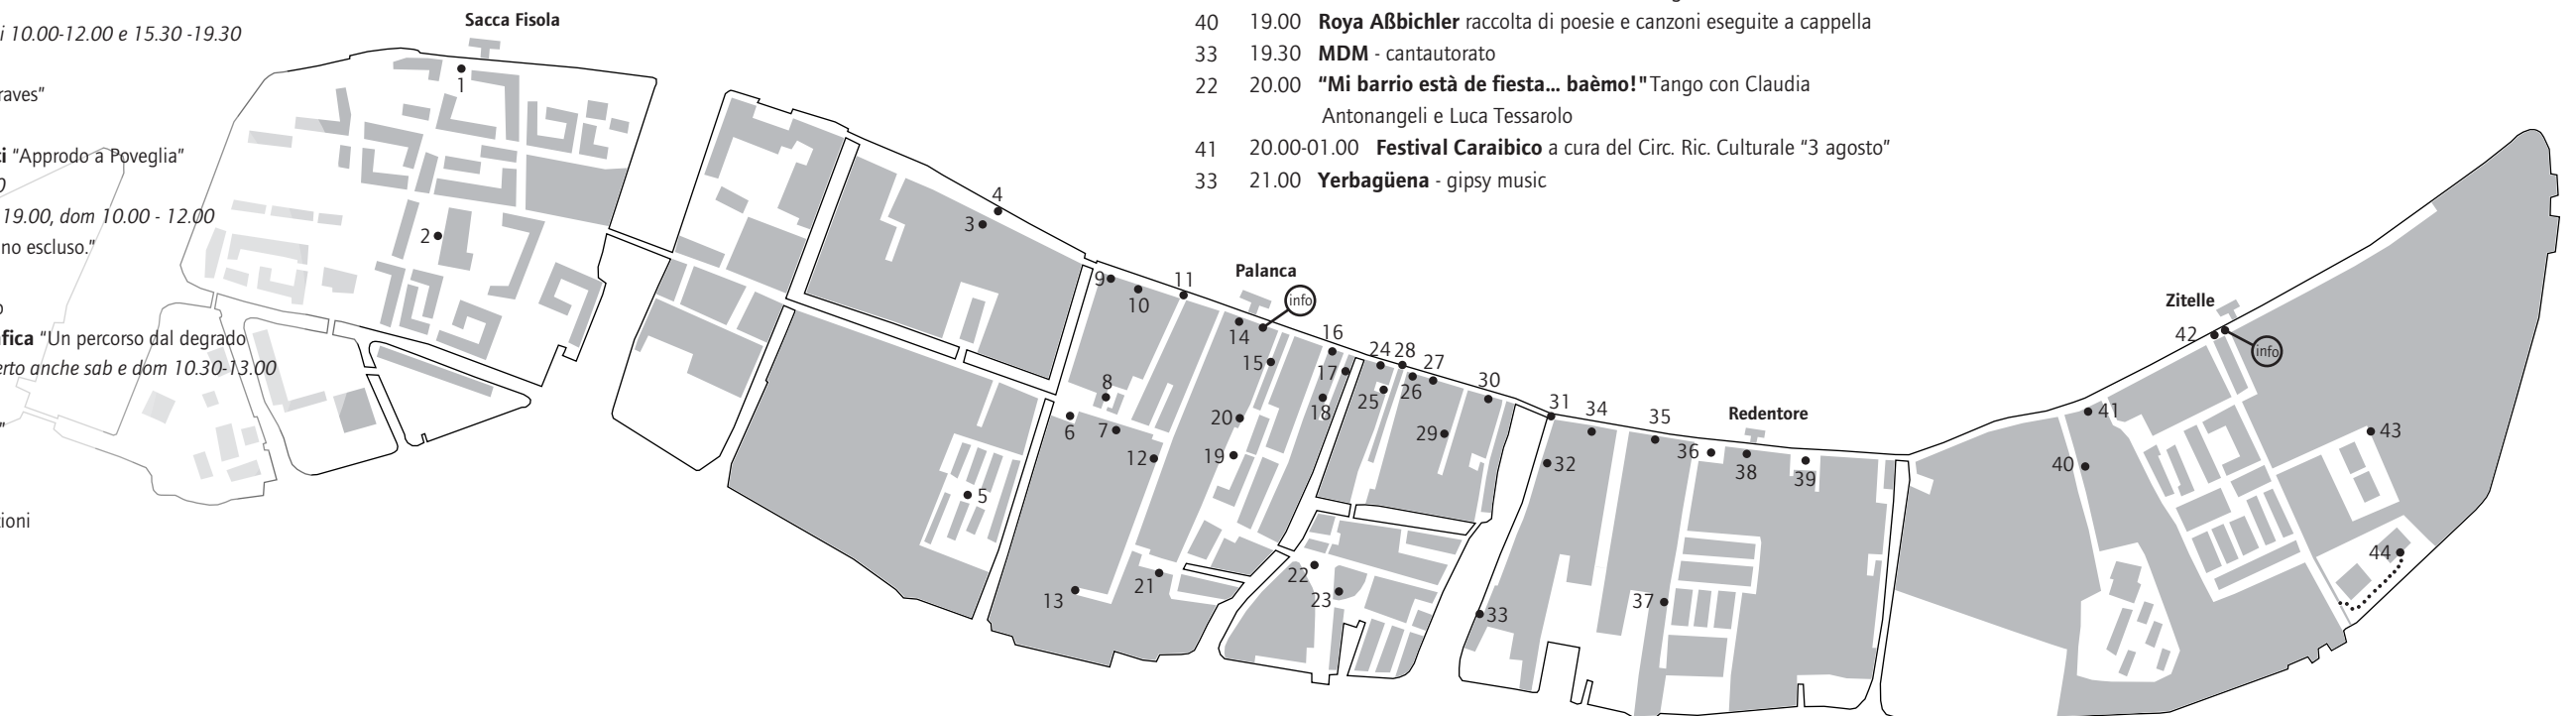 i 10.00-12.00 e 15.30 -19.30
raves”
i “Approdo a Poveglia”
0
19.00, dom 10.00 - 12.00
no escluso.”
o
fica “Un percorso dal degrado
erto anche sab e dom 10.30-13.00
”
ioni
40 19.00 Roya Aßbichler raccolta di poesie e canzoni eseguite a cappella
33 19.30 MDM - cantautorato
22 20.00 “Mi barrio està de fiesta... baèmo!" Tango con Claudia
Antonangeli e Luca Tessarolo
41 20.00-01.00 Festival Caraibico a cura del Circ. Ric. Culturale “3 agosto”
33 21.00 Yerbagüena - gipsy music
Sacca Fisola
1
2
3
4
5
6
7
8
9
10
11
12
13
Palanca
info
14
15
16
17
18
19
20
21
22
23
24
25
26
27
28
29
30
31
32
33
34
35
36
37
Redentore
38
39
40
41
Zitelle
42
info
43
44